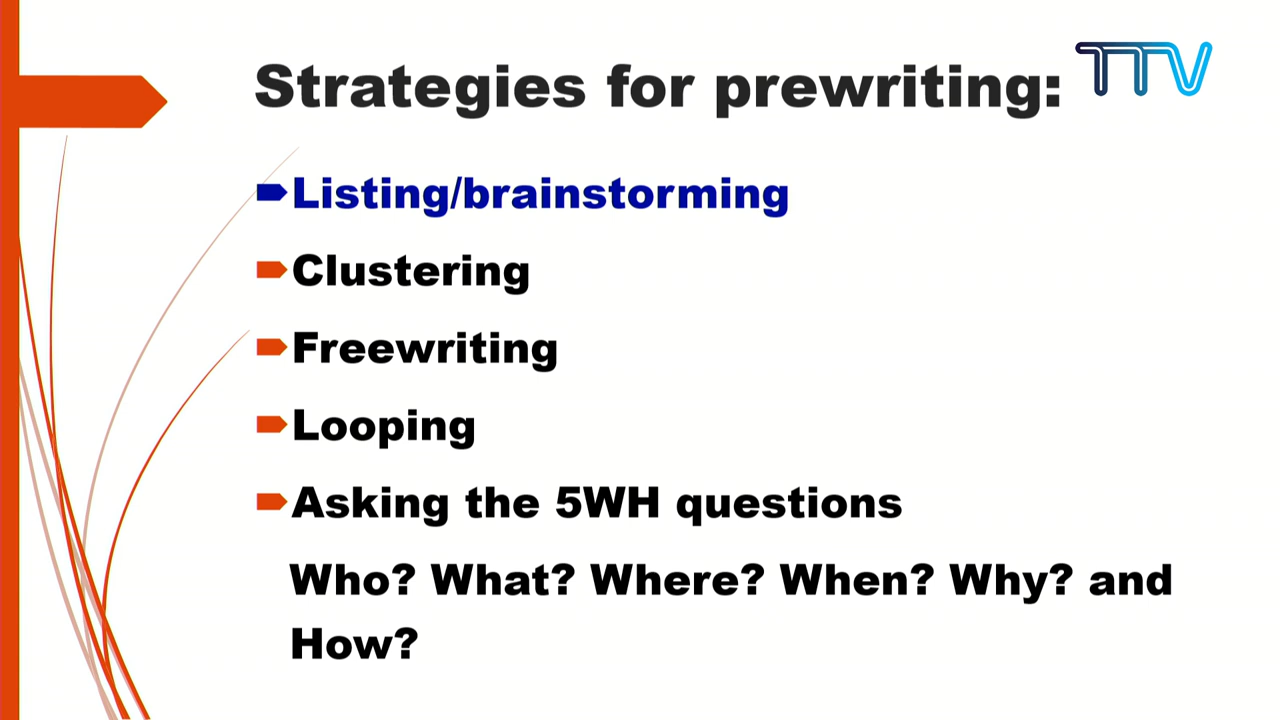 Strategies for prewriting:
TTV
Listing/brainstorming
Clustering
Freewriting
Looping
Asking the 5WH questions
Who? What? Where? When? Why? and
How?